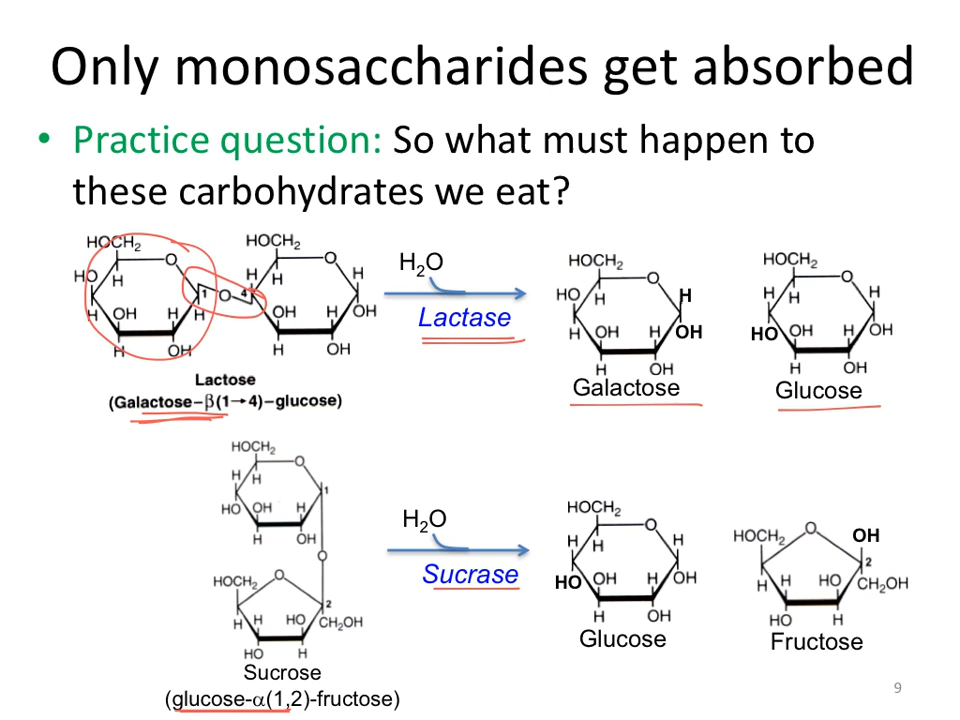 Only monosaccharides get absorbed
• Practice question: So what must happen to
these carbohydrates we eat?
HOCH₂ HOCH₂
HO O H O H
H H H
1 O 4
H OH H H OH H OH
H OH H OH
Lactose
(Galactose–β(1→4)–glucose)
H₂O
Lactase
HOCH₂
HO O H
H
H OH H OH
H OH
Galactose
HOCH₂
H O H
H
HO OH H OH
H OH
Glucose
HOCH₂
H O
H 1
HO OH H
H OH
O
HOCH₂ O
2
H H HO CH₂OH
HO H
Sucrose
(glucose-α(1,2)-fructose)
H₂O
Sucrase
HOCH₂
H O H
H
HO OH H OH
H OH
Glucose
HOCH₂ O OH
2
H H HO CH₂OH
HO H
Fructose
9